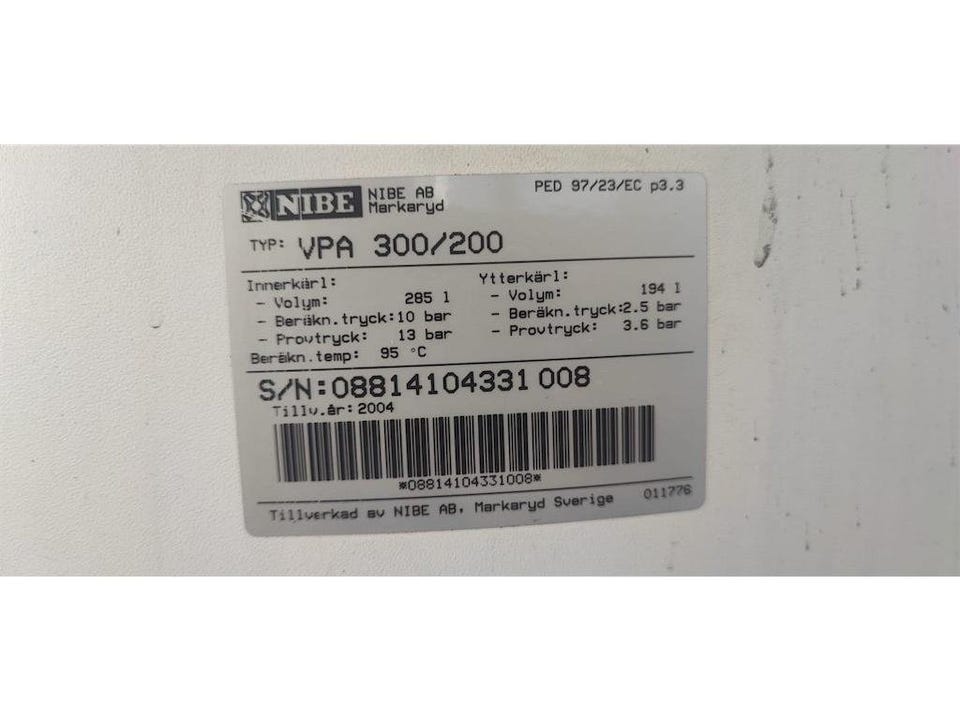 NIBE NIBE AB PED 97/23/EC p3.3
Markaryd
TYP: VPA 300/200
Innerkärl: Ytterkärl:
- Volym: 285 l - Volym: 194 l
- Beräkn.tryck:10 bar - Beräkn.tryck:2.5 bar
- Provtryck: 13 bar - Provtryck: 3.6 bar
Beräkn.temp: 95 °C
S/N:08814104331008
Tillv.år:2004
*08814104331008*
Tillverkad av NIBE AB, Markaryd Sverige 011776